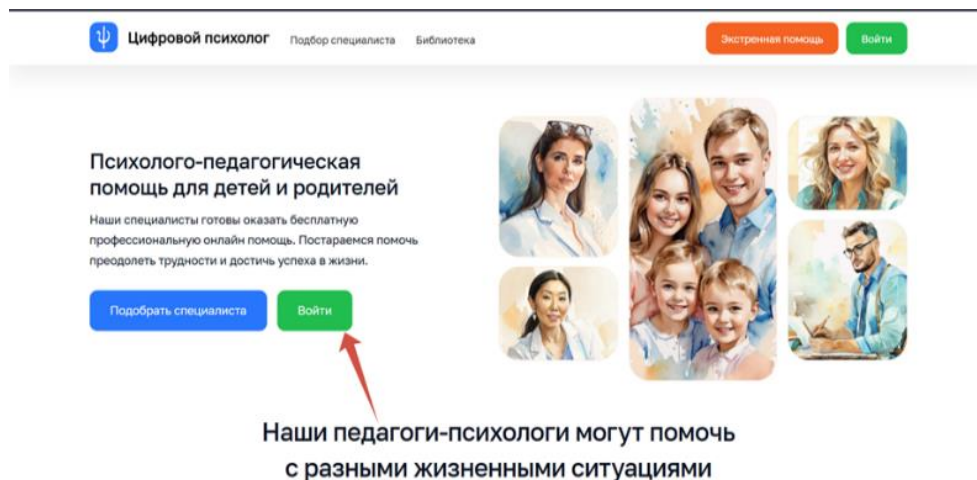 Цифровой психолог Подбор специалиста Библиотека Экстренная помощь Войти
Психолого-педагогическая
помощь для детей и родителей
Наши специалисты готовы оказать бесплатную
профессиональную онлайн помощь. Постараемся помочь
преодолеть трудности и достичь успеха в жизни.
Подобрать специалиста Войти
Наши педагоги-психологи могут помочь
с разными жизненными ситуациями